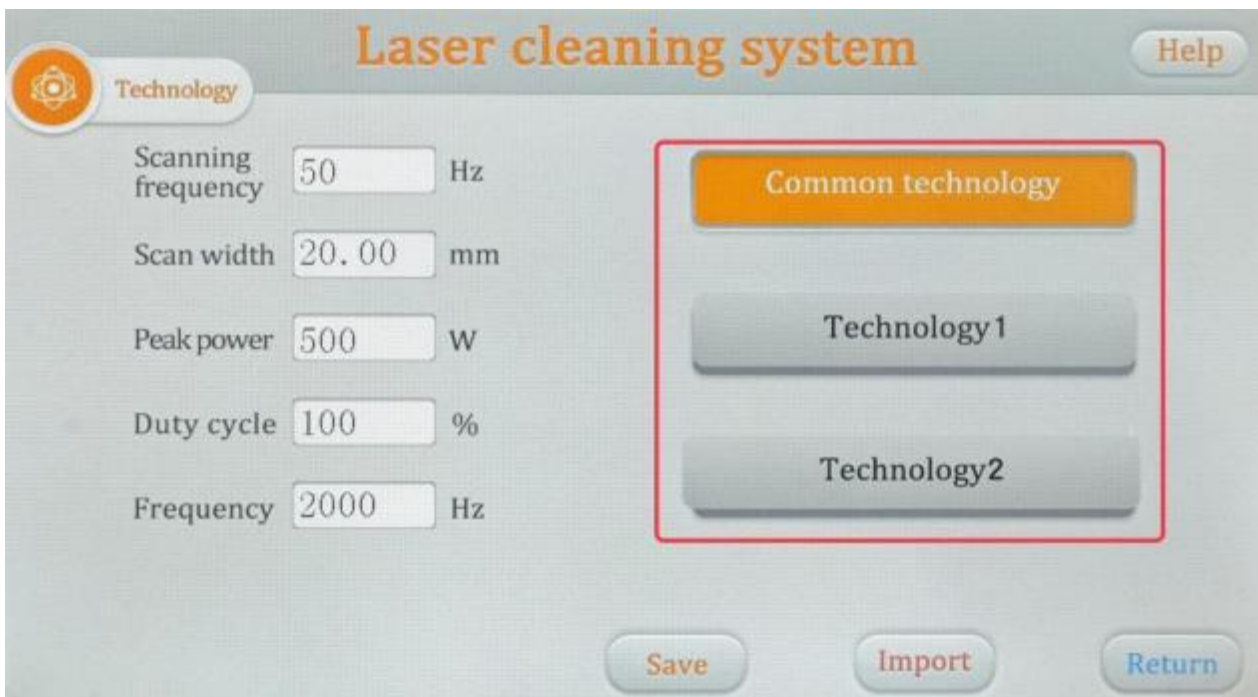 Laser cleaning system
Help
Technology
Scanning
frequency
50
Hz
Scan width
20.00
mm
Peak power
500
W
Duty cycle
100
%
Frequency
2000
Hz
Common technology
Technology1
Technology2
Save
Import
Return